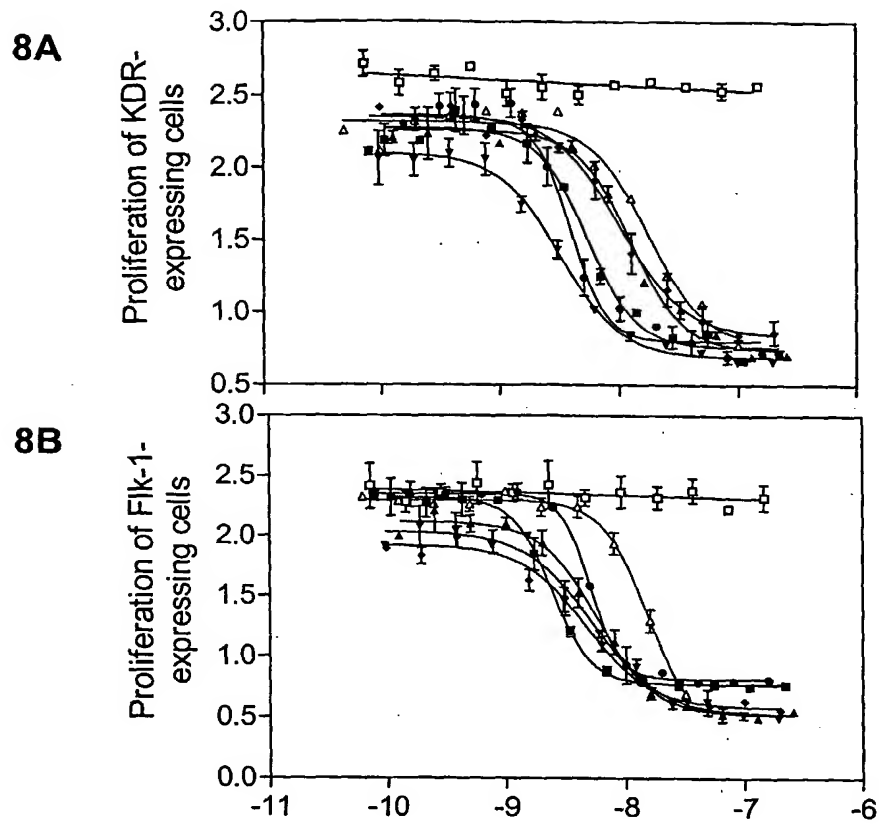 8A
Proliferation of KDR-
expressing cells
3.0
2.5
2.0
1.5
1.0
0.5
8B
Proliferation of Flk-1-
expressing cells
3.0
2.5
2.0
1.5
1.0
0.5
0.0
-11 -10 -9 -8 -7 -6